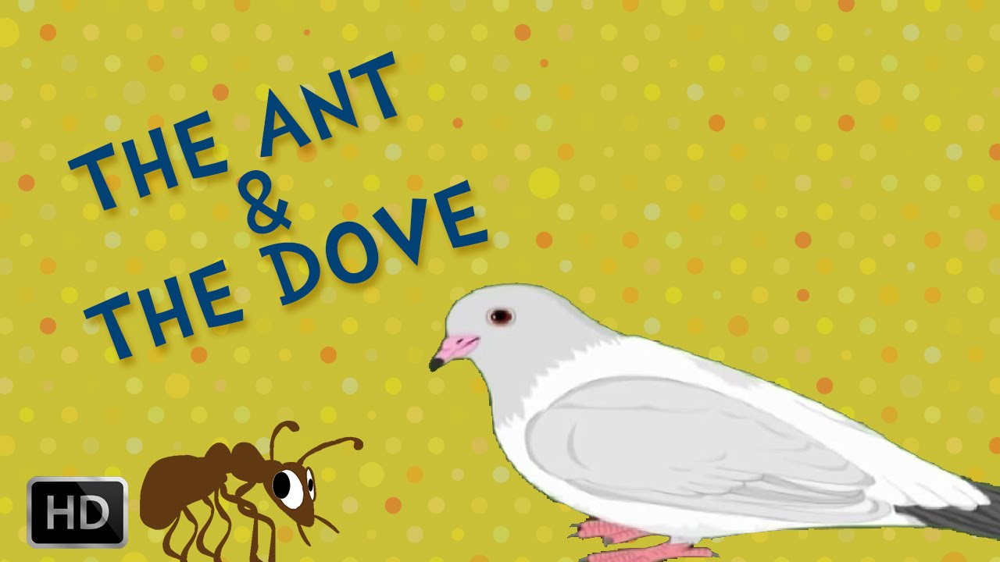 THE ANT
&
THE DOVE
HD